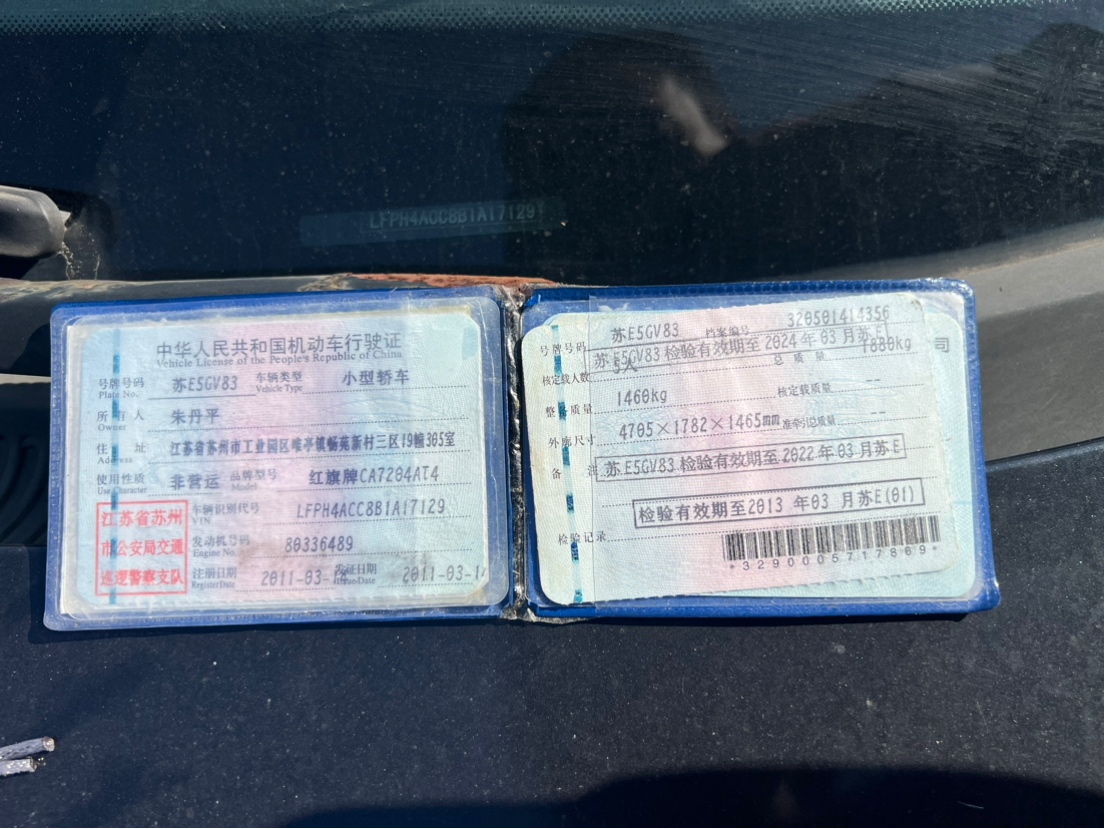 LFPH4ACC8B1A17129
中华人民共和国机动车行驶证
Vehicle License of the People's Republic of China
号牌号码 苏E5GV83 车辆类型 小型轿车
Plate No. Vehicle Type
所有人 朱丹平
Owner
住址 江苏省苏州市工业园区唯亭镇畅苑新村三区19幢305室
Address
使用性质 非营运 品牌型号 红旗牌CA7204AT4
Use Character Model
车辆识别代号 LFPH4ACC8B1A17129
VIN
发动机号码 80336489
Engine No.
注册日期 2011-03- 发证日期 2011-03-1
Register Date Issue Date
江苏省苏州
市公安局交通
巡逻警察支队
号牌号码 苏E5GV83 档案编号 320501414356
苏E5GV83 检验有效期至 2024 年 03 月苏E
核定载人数 5人 总质量 1880kg
司
整备质量 1460kg 核定载质量 --
外廓尺寸 4705×1782×1465mm 准牵引总质量 --
备注 苏E5GV83 检验有效期至 2022 年 03 月苏E
检验有效期至2013 年03 月苏E(01)
检验记录
*3290005717869*